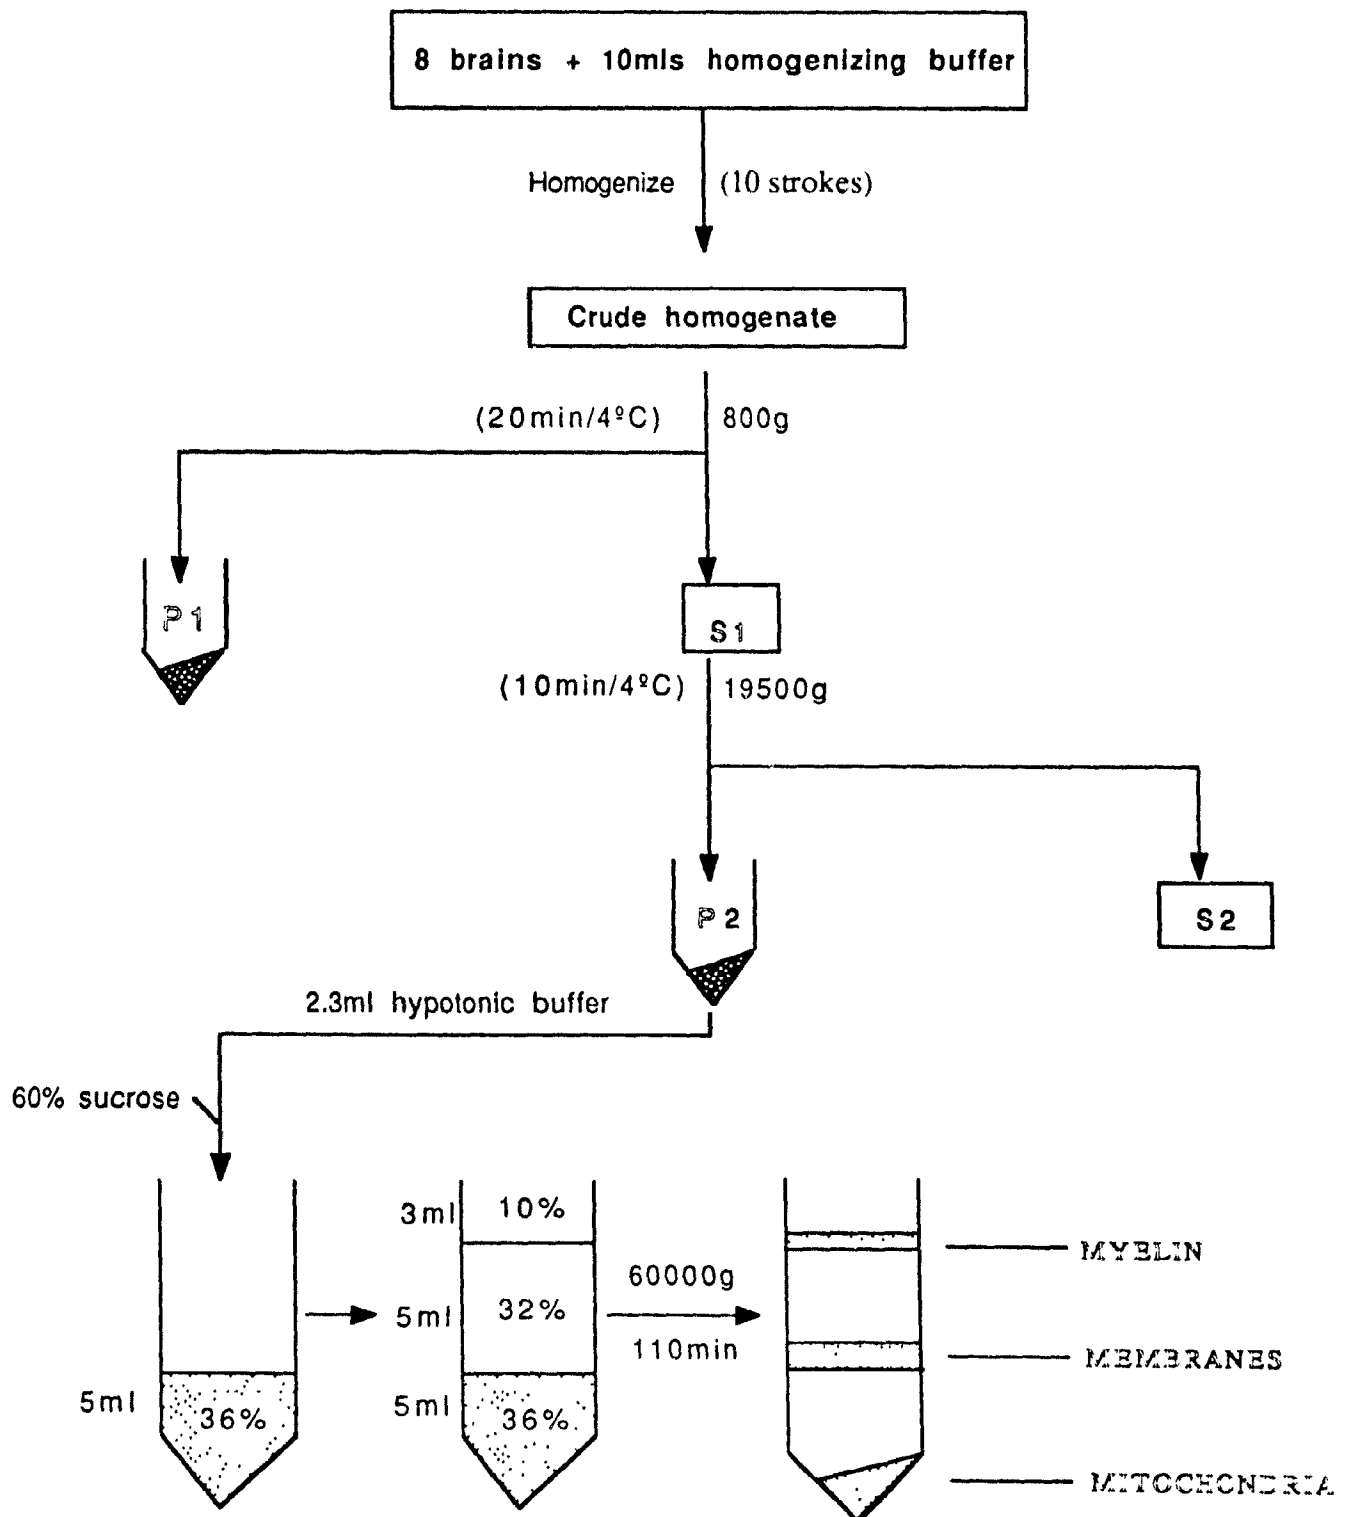 8 brains + 10mls homogenizing buffer
Homogenize (10 strokes)
Crude homogenate
(20min/4ºC) 800g
P1
S1
(10min/4ºC) 19500g
P2
S2
2.3ml hypotonic buffer
60% sucrose
3ml 10%
60000g
5ml 32%
110min
5ml 36%
5ml 36%
MYELIN
MEMBRANES
MITOCHONDRIA